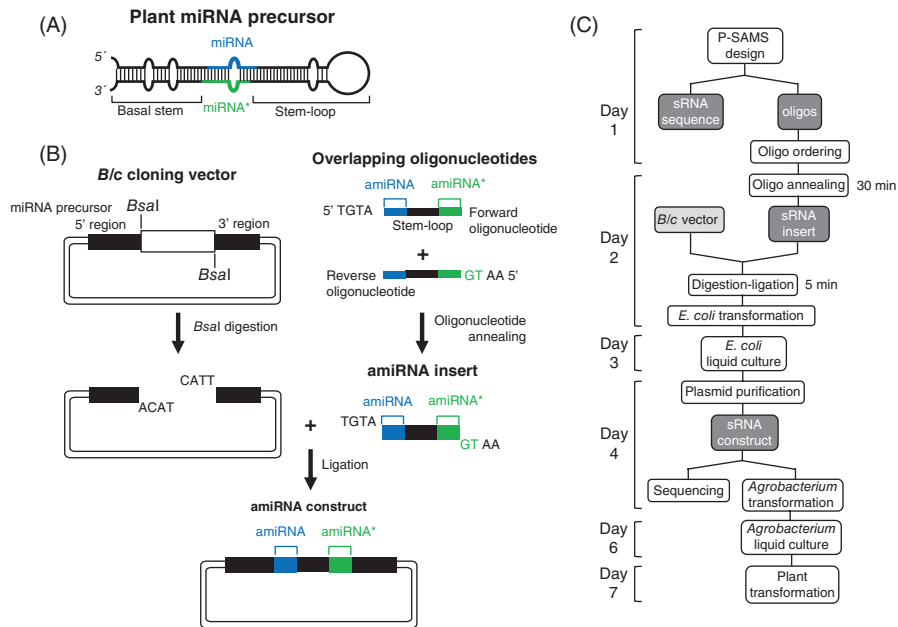 (A)
Plant miRNA precursor
miRNA
5´
3´
Basal stem
miRNA*
Stem-loop
(B)
B/c cloning vector
miRNA precursor
5' region
BsaI
3' region
BsaI
BsaI digestion
CATT
ACAT
Overlapping oligonucleotides
amiRNA
amiRNA*
5' TGTA
Stem-loop
Forward
oligonucleotide
+
Reverse
oligonucleotide
GT AA 5'
Oligonucleotide
annealing
amiRNA insert
amiRNA
amiRNA*
TGTA
GT AA
+
Ligation
amiRNA construct
amiRNA
amiRNA*
(C)
Day
1
P-SAMS
design
sRNA
sequence
oligos
Oligo ordering
Day
2
Oligo annealing
30 min
B/c vector
sRNA
insert
Digestion-ligation
5 min
E. coli transformation
Day
3
E. coli
liquid culture
Day
4
Plasmid purification
sRNA
construct
Sequencing
Agrobacterium
transformation
Day
6
Agrobacterium
liquid culture
Day
7
Plant
transformation